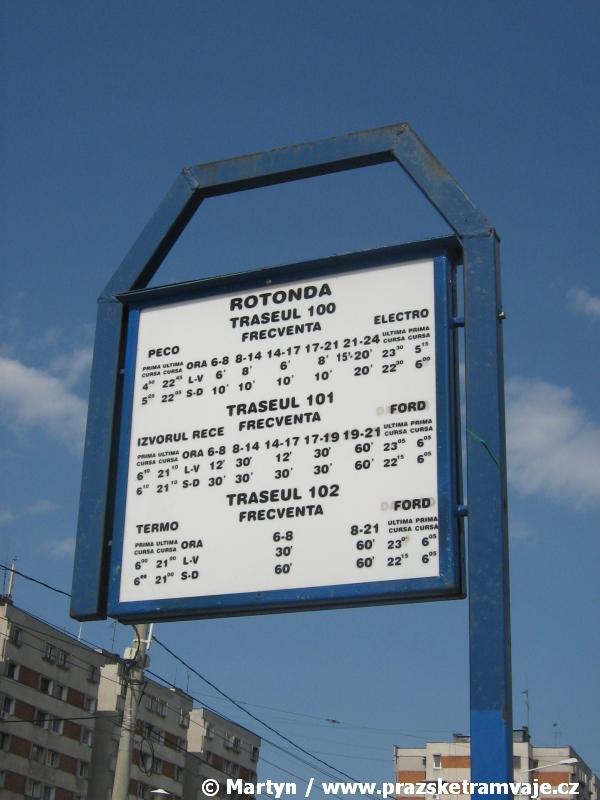 ROTONDA
TRASEUL 100
FRECVENTA
PECO ELECTRO
PRIMA CURSA ULTIMA CURSA ORA 6-8 8-14 14-17 17-21 21-24 ULTIMA CURSA PRIMA CURSA
4⁵⁰ 22⁴⁵ L-V 6' 8' 6' 8' 15'-20' 23³⁰ 5¹⁵
5²⁰ 22⁰⁵ S-D 10' 10' 10' 10' 20' 22³⁰ 6⁰⁰
TRASEUL 101
FRECVENTA
IZVORUL RECE FORD
PRIMA CURSA ULTIMA CURSA ORA 6-8 8-14 14-17 17-19 19-21 ULTIMA CURSA PRIMA CURSA
6¹⁰ 21¹⁰ L-V 12' 30' 12' 30' 60' 23⁰⁵ 6⁰⁵
6¹⁰ 21¹⁰ S-D 30' 30' 30' 30' 60' 22¹⁵ 6⁰⁵
TRASEUL 102
FRECVENTA
TERMO FORD
PRIMA CURSA ULTIMA CURSA ORA 6-8 8-21 ULTIMA CURSA PRIMA CURSA
6⁰⁰ 21⁰⁰ L-V 30' 60' 6⁰⁵
21⁰⁰ S-D 60' 60' 22¹⁵ 6⁰⁵
© Martyn / www.prazsketramvaje.cz